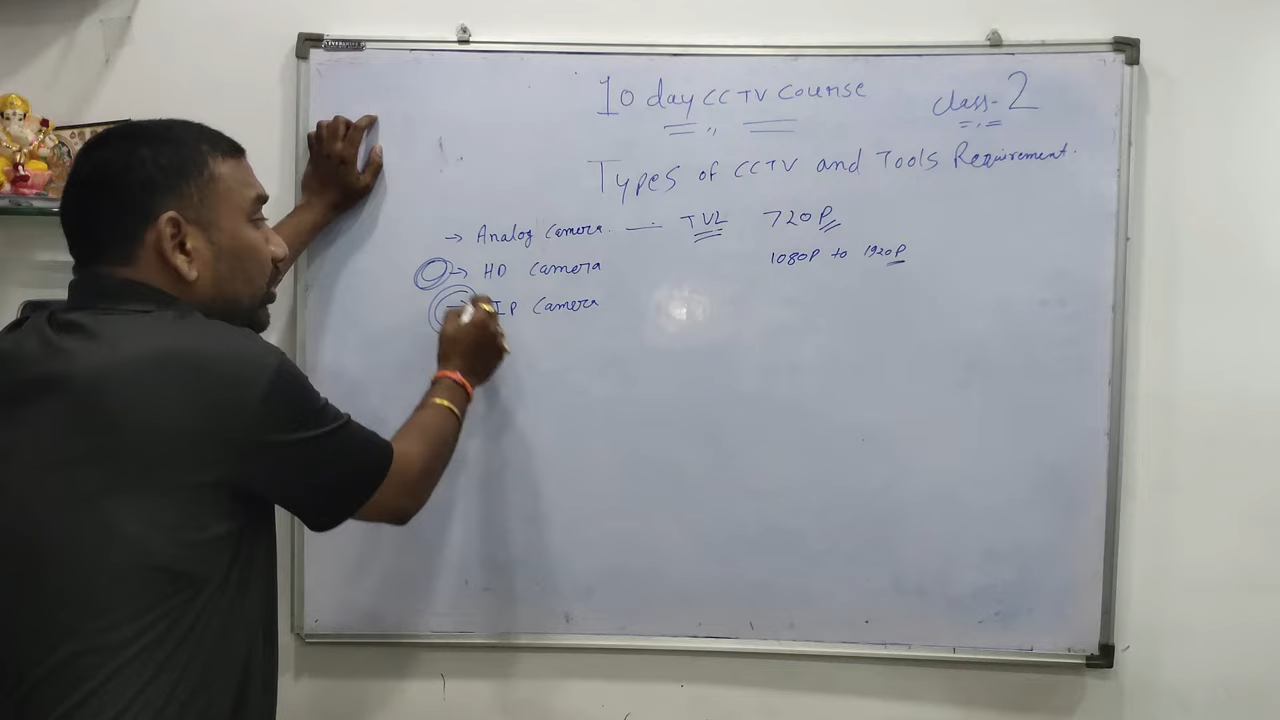 10 day CCTV Course class-2
Types of CCTV and Tools Requirement.
→ Analog Camera. — TVL 720P
→ HD Camera 1080P to 1920P
→ IP Camera